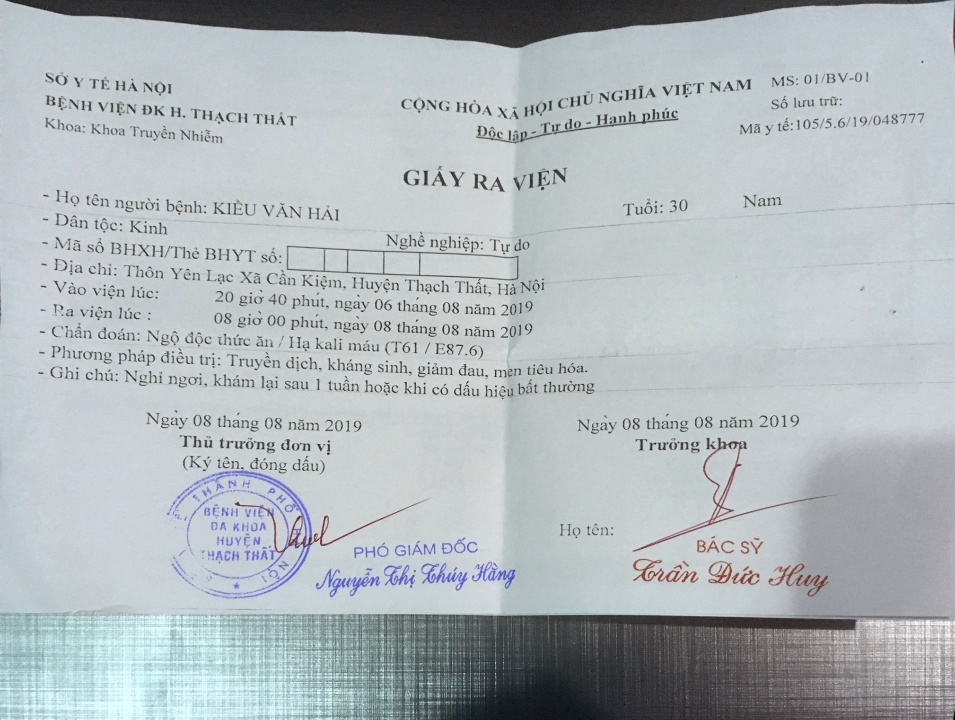 SỞ Y TẾ HÀ NỘI
BỆNH VIỆN ĐK H. THẠCH THẤT
Khoa: Khoa Truyền Nhiễm
CỘNG HÒA XÃ HỘI CHỦ NGHĨA VIỆT NAM
Độc lập - Tự do - Hạnh phúc
MS: 01/BV-01
Số lưu trữ:
Mã y tế:105/5.6/19/048777
GIẤY RA VIỆN
- Họ tên người bệnh: KIỀU VĂN HẢI Tuổi: 30 Nam
- Dân tộc: Kinh Nghề nghiệp: Tự do
- Mã số BHXH/Thẻ BHYT số:
- Địa chỉ: Thôn Yên Lạc Xã Cần Kiệm, Huyện Thạch Thất, Hà Nội
- Vào viện lúc: 20 giờ 40 phút, ngày 06 tháng 08 năm 2019
- Ra viện lúc : 08 giờ 00 phút, ngày 08 tháng 08 năm 2019
- Chẩn đoán: Ngộ độc thức ăn / Hạ kali máu (T61 / E87.6)
- Phương pháp điều trị: Truyền dịch, kháng sinh, giảm đau, men tiêu hóa.
- Ghi chú: Nghỉ ngơi, khám lại sau 1 tuần hoặc khi có dấu hiệu bất thường
Ngày 08 tháng 08 năm 2019
Thủ trưởng đơn vị
(Ký tên, đóng dấu)
THÀNH PHỐ
BỆNH VIỆN
ĐA KHOA
HUYỆN
THẠCH THẤT
NỘI
PHÓ GIÁM ĐỐC
Nguyễn Thị Thúy Hằng
Ngày 08 tháng 08 năm 2019
Trưởng khoa
Họ tên:
BÁC SỸ
Trần Đức Huy